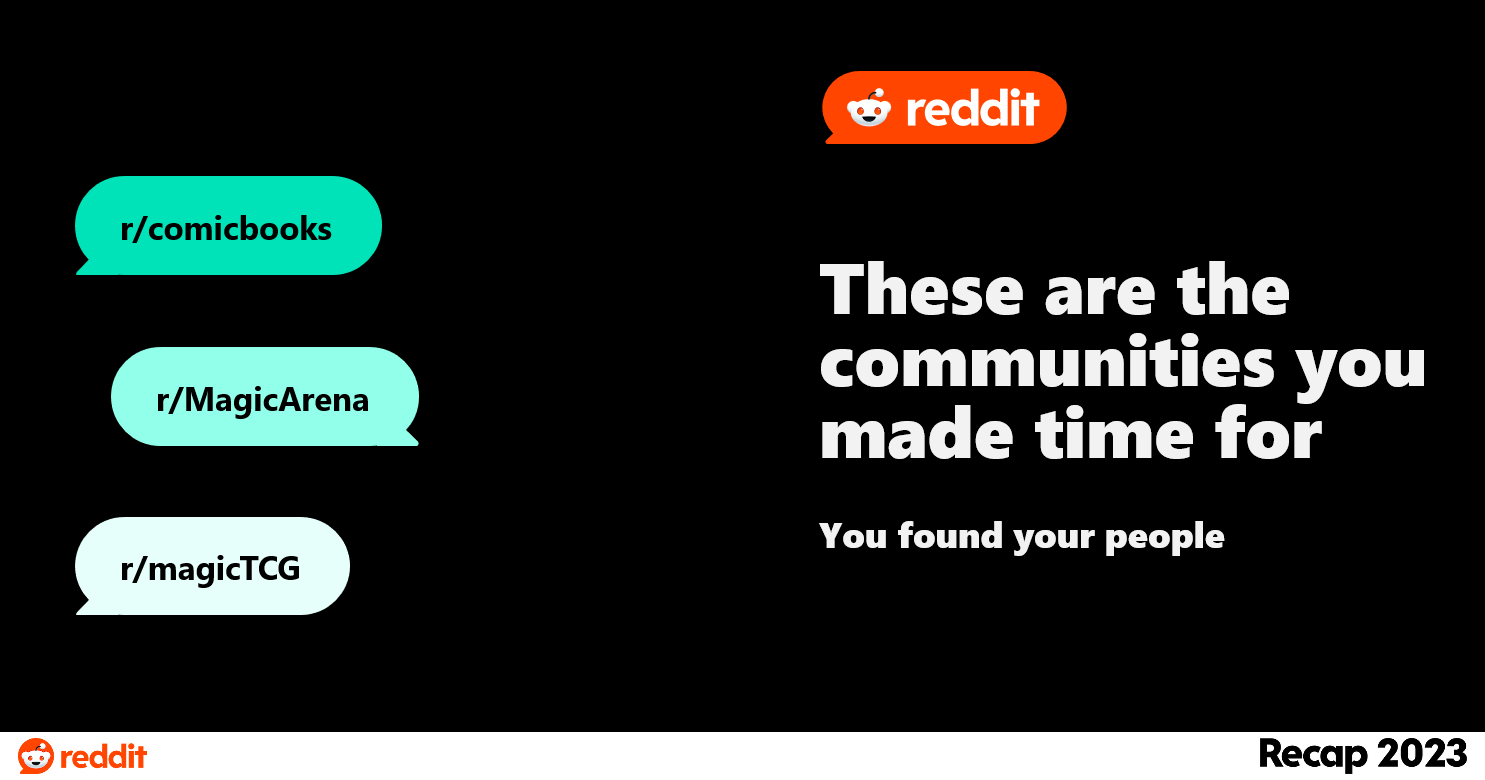 r/comicbooks
r/MagicArena
r/magicTCG
reddit
These are the
communities you
made time for
You found your people
reddit
Recap 2023